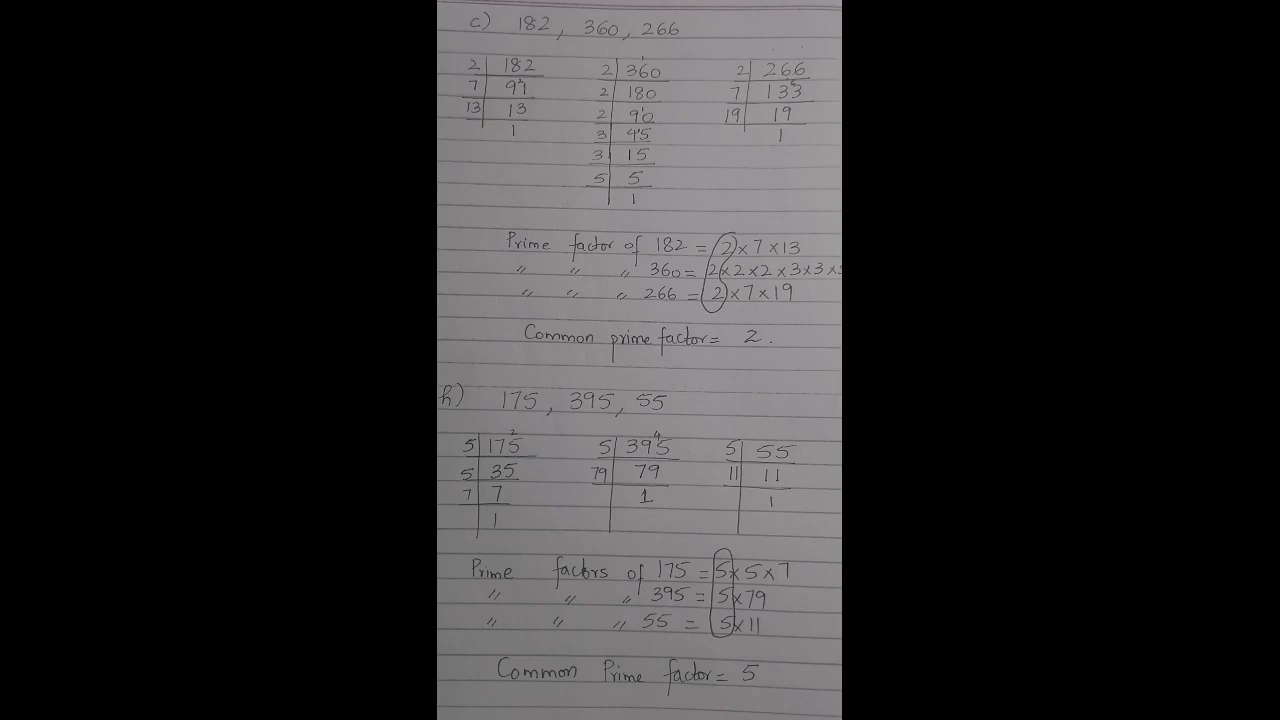 c) 182, 360, 266
2 182 2 360 2 266
7 91 2 180 7 133
13 13 2 90 19 19
1 3 45 1
3 15
5 5
1
Prime factor of 182 = 2 × 7 × 13
〃 〃 〃 360 = 2 × 2 × 2 × 3 × 3 ×
〃 〃 〃 266 = 2 × 7 × 19
Common prime factor = 2.
h) 175, 395, 55
5 175 5 395 5 55
5 35 79 79 11 11
7 7 1 1
1
Prime factors of 175 = 5 × 5 × 7
〃 〃 〃 395 = 5 × 79
〃 〃 〃 55 = 5 × 11
Common Prime factor = 5